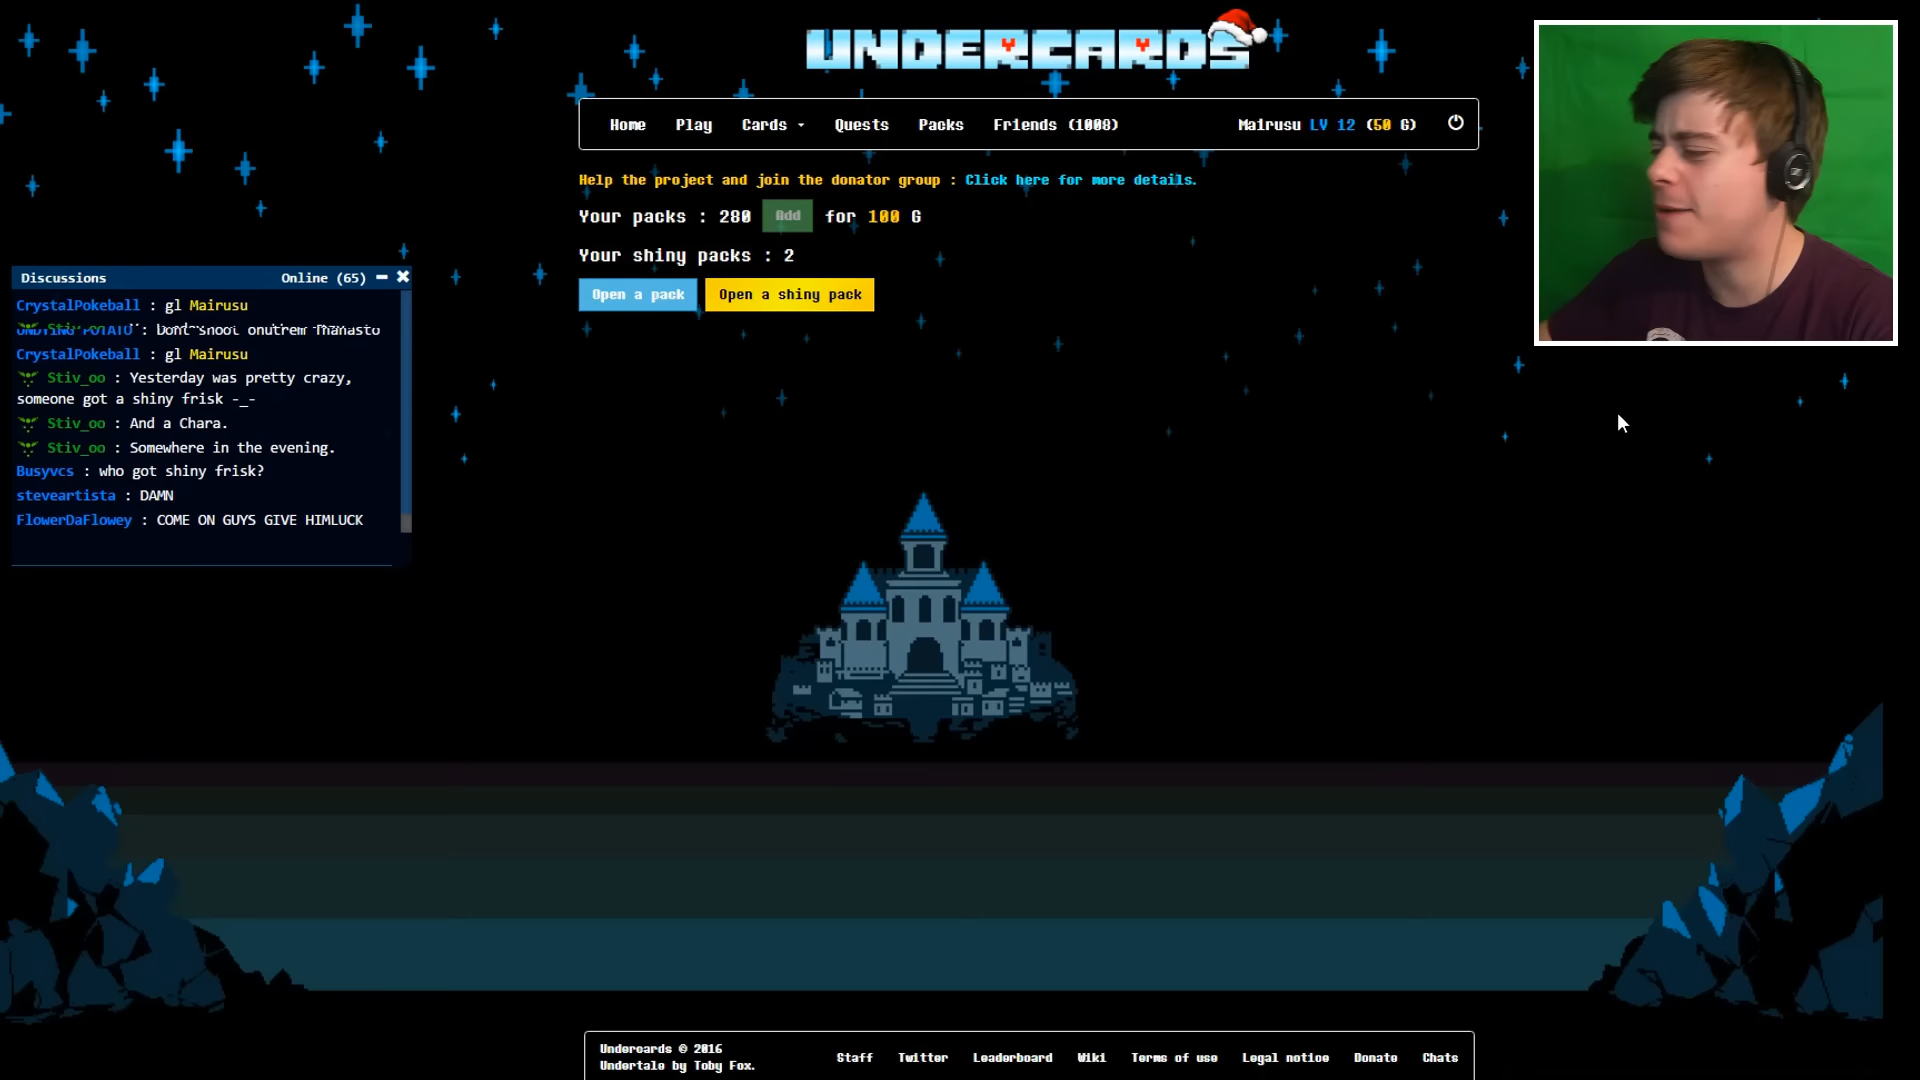 UNDERCARDS
Home Play Cards Quests Packs Friends (1008) Mairusu LV 12 (50 G)
Help the project and join the donator group : Click here for more details.
Your packs : 280 Add for 100 G
Your shiny packs : 2
Open a pack Open a shiny pack
Discussions Online (65)
CrystalPokeball : gl Mairusu
CrystalPokeball : gl Mairusu
Stiv_oo : Yesterday was pretty crazy,
someone got a shiny frisk -_-
Stiv_oo : And a Chara.
Stiv_oo : Somewhere in the evening.
Busyvcs : who got shiny frisk?
steveartista : DAMN
FlowerDaFlowey : COME ON GUYS GIVE HIMLUCK
Undercards © 2016
Undertale by Toby Fox.
Staff Twitter Leaderboard Wiki Terms of use Legal notice Donate Chats